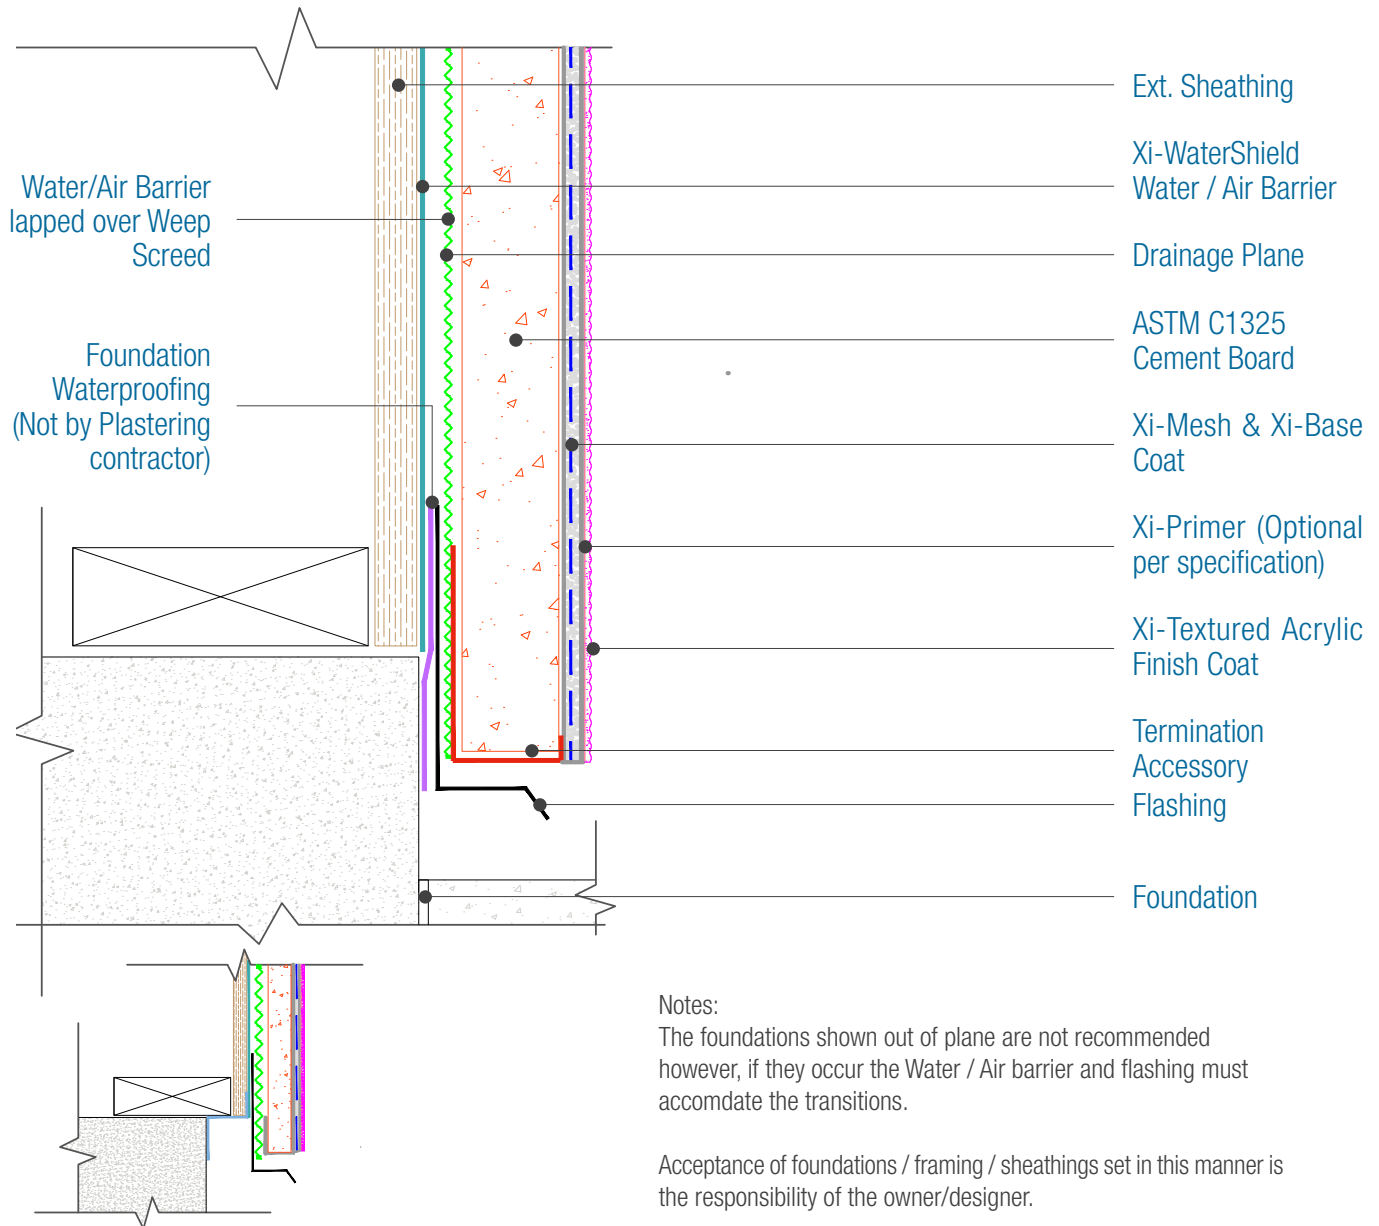 Water/Air Barrier
lapped over Weep
Screed
Foundation
Waterproofing
(Not by Plastering
contractor)
Ext. Sheathing
Xi-WaterShield
Water / Air Barrier
Drainage Plane
ASTM C1325
Cement Board
Xi-Mesh & Xi-Base
Coat
Xi-Primer (Optional
per specification)
Xi-Textured Acrylic
Finish Coat
Termination
Accessory
Flashing
Foundation
Notes:
The foundations shown out of plane are not recommended
however, if they occur the Water / Air barrier and flashing must
accomdate the transitions.
Acceptance of foundations / framing / sheathings set in this manner is
the responsibility of the owner/designer.